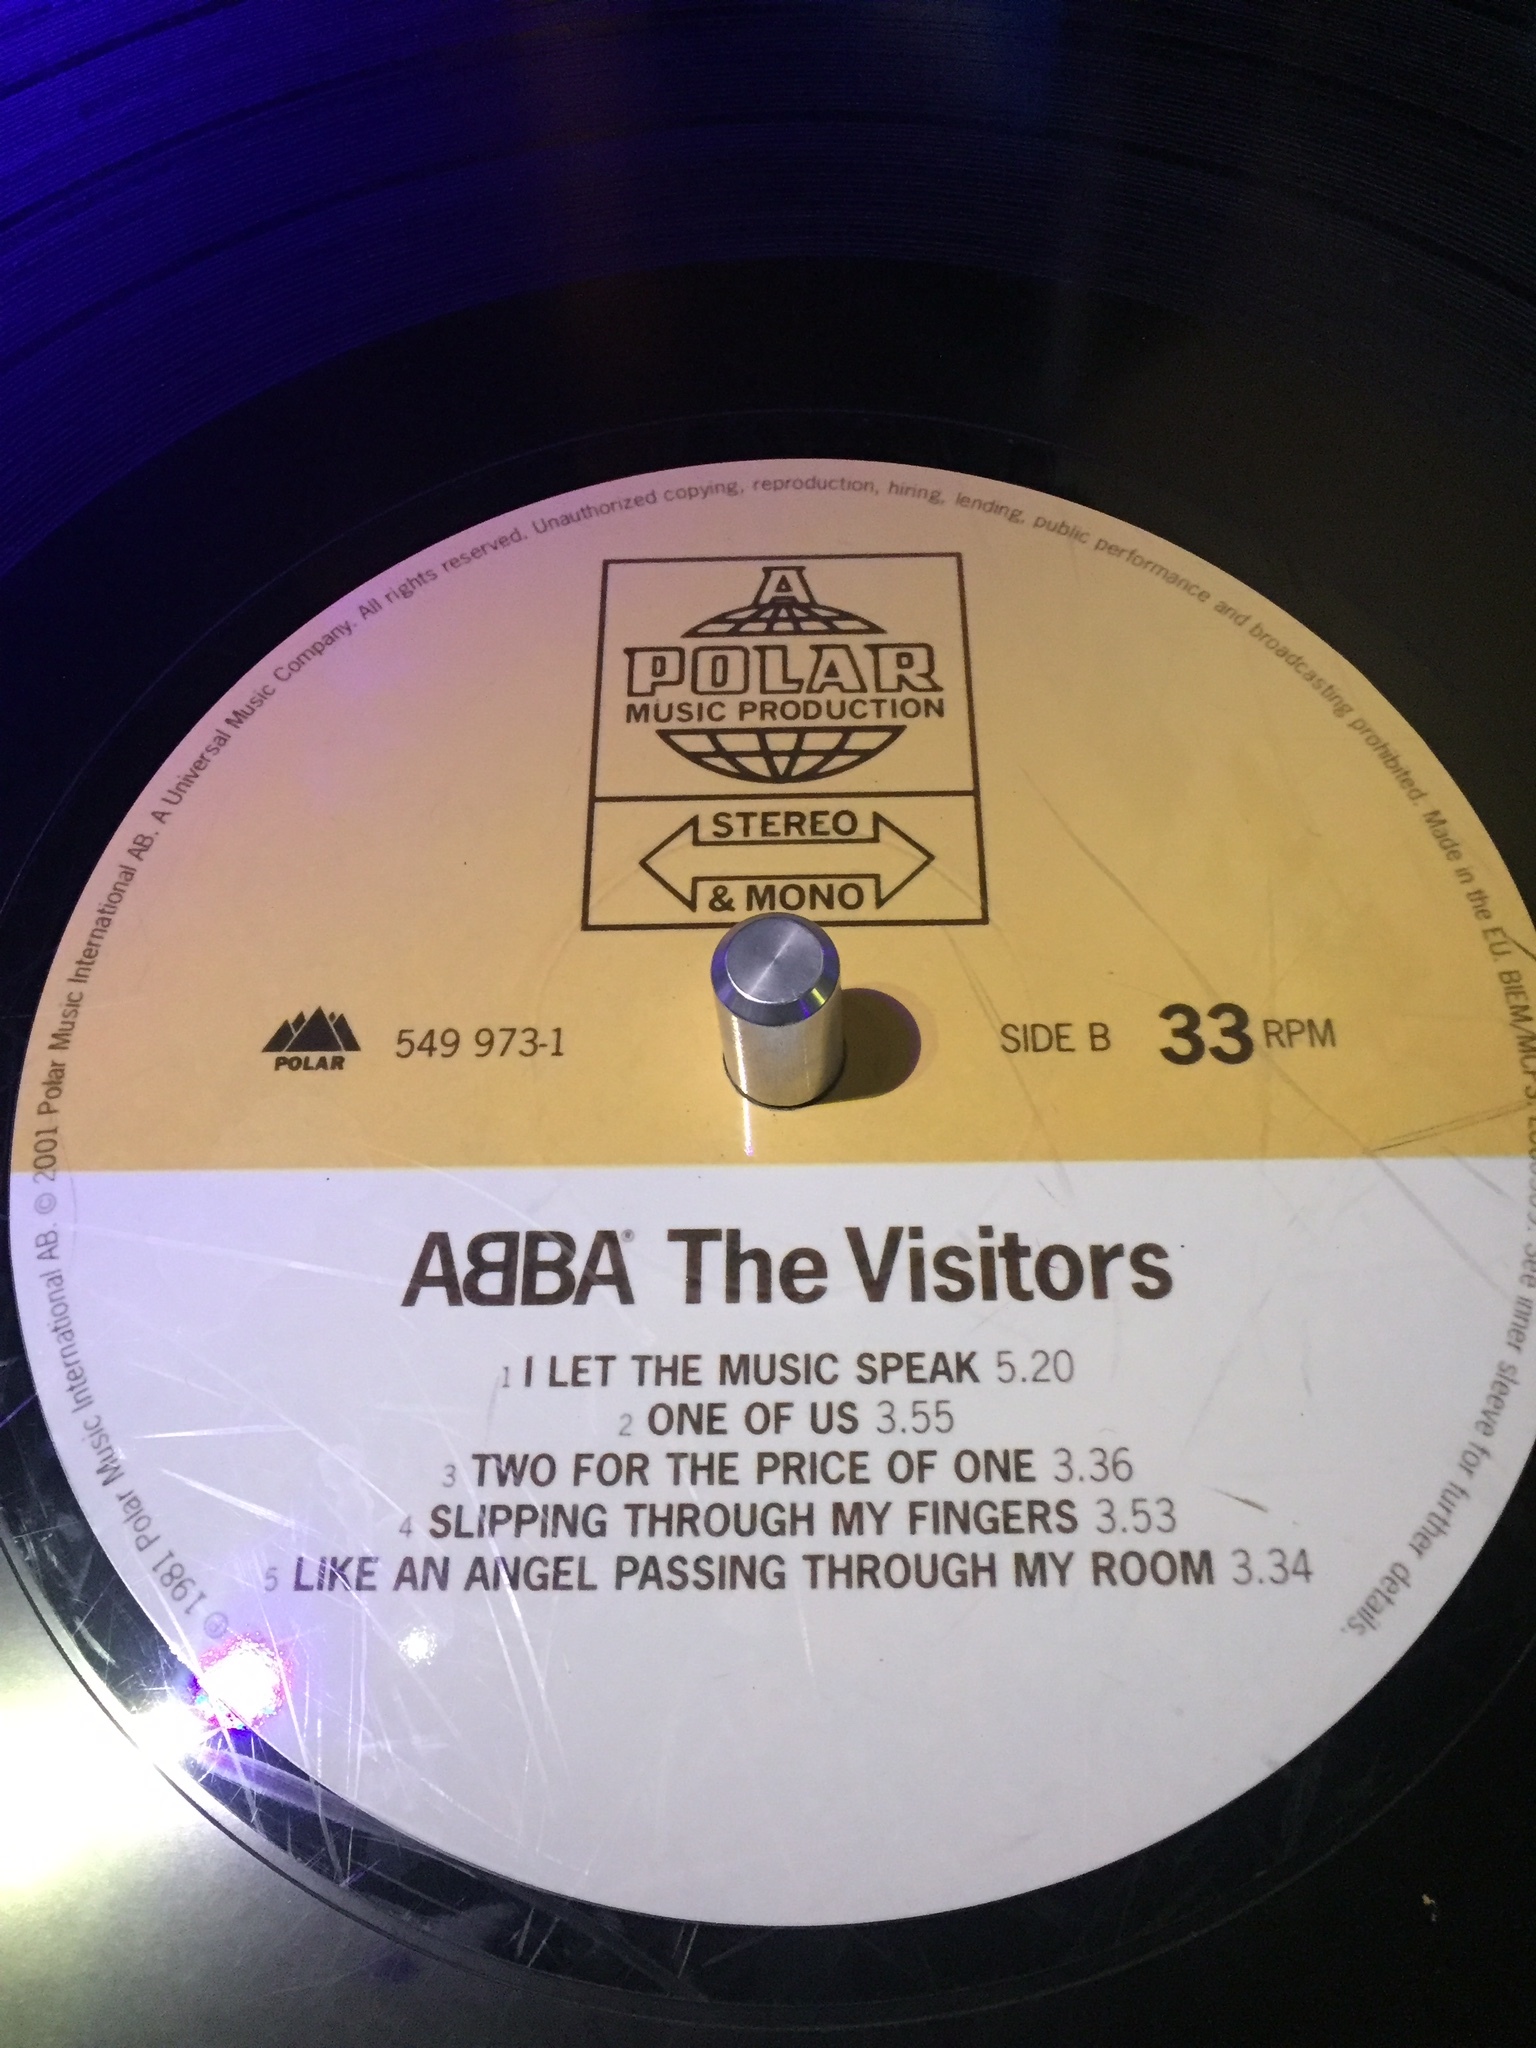 A
POLAR
MUSIC PRODUCTION
STEREO
& MONO
POLAR
549 973-1
SIDE B 33 RPM
ABBA® The Visitors
1 I LET THE MUSIC SPEAK 5.20
2 ONE OF US 3.55
3 TWO FOR THE PRICE OF ONE 3.36
4 SLIPPING THROUGH MY FINGERS 3.53
5 LIKE AN ANGEL PASSING THROUGH MY ROOM 3.34
℗ 1981 Polar Music International AB. © 2001 Polar Music International AB. A Universal Music Company. All rights reserved. Unauthorized copying, reproduction, hiring, lending, public performance and broadcasting prohibited. Made in the EU. BIEM/MCPS. See inner sleeve for further details.